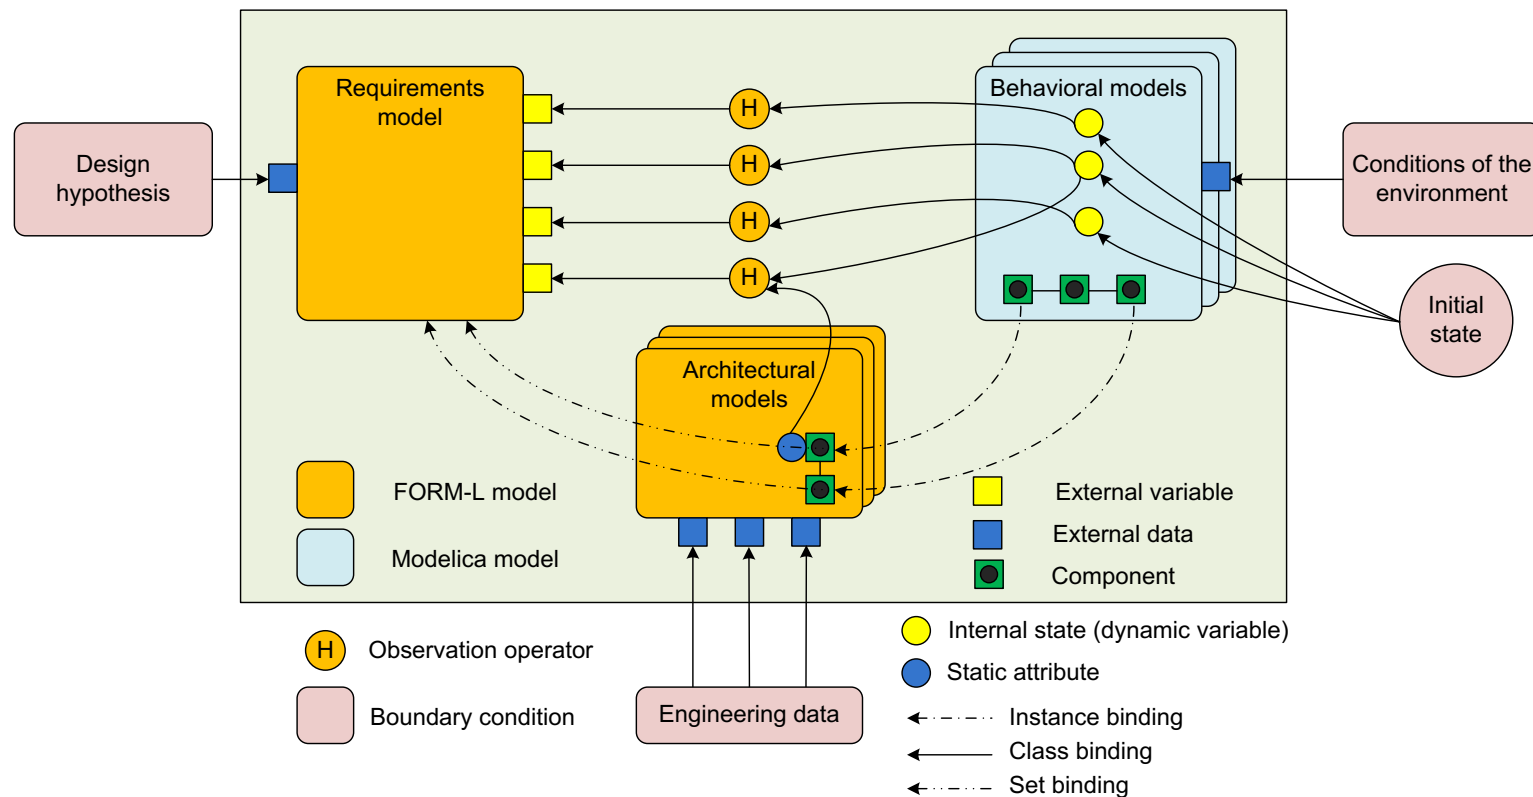 Requirements
model
H
H
H
H
Behavioral models
Design
hypothesis
Conditions of the
environment
Initial
state
Architectural
models
FORM-L model
Modelica model
External variable
External data
Component
H
Observation operator
Boundary condition
Engineering data
Internal state (dynamic variable)
Static attribute
Instance binding
Class binding
Set binding